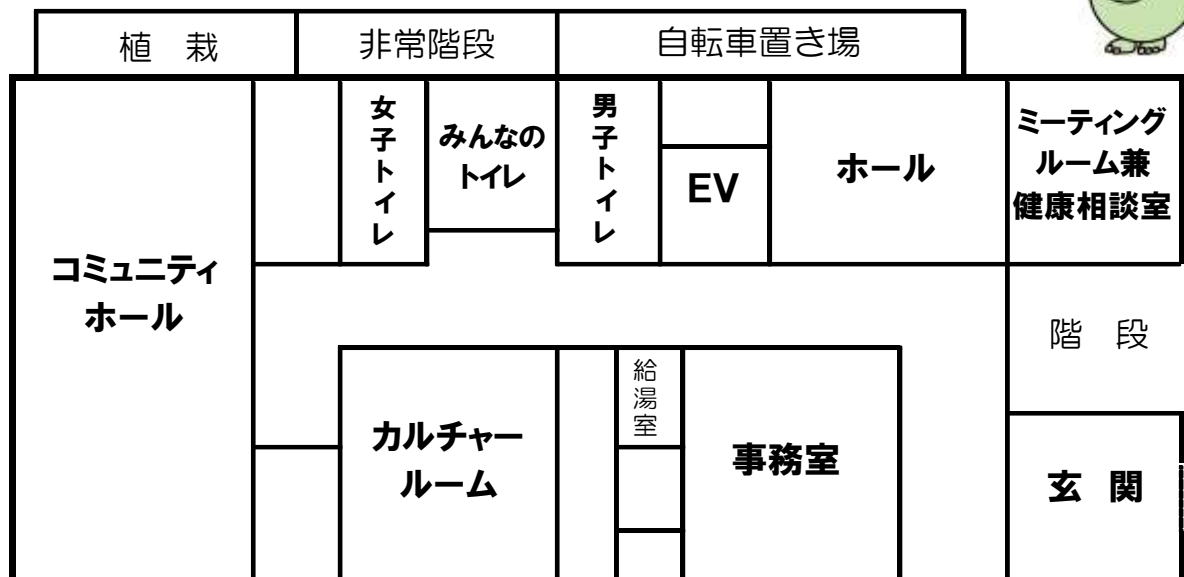 植　栽
非常階段
自転車置き場
女子トイレ
みんなの
トイレ
男子トイレ
EV
ホール
ミーティング
ルーム兼
健康相談室
コミュニティ
ホール
階　段
カルチャー
ルーム
給湯室
事務室
玄　関